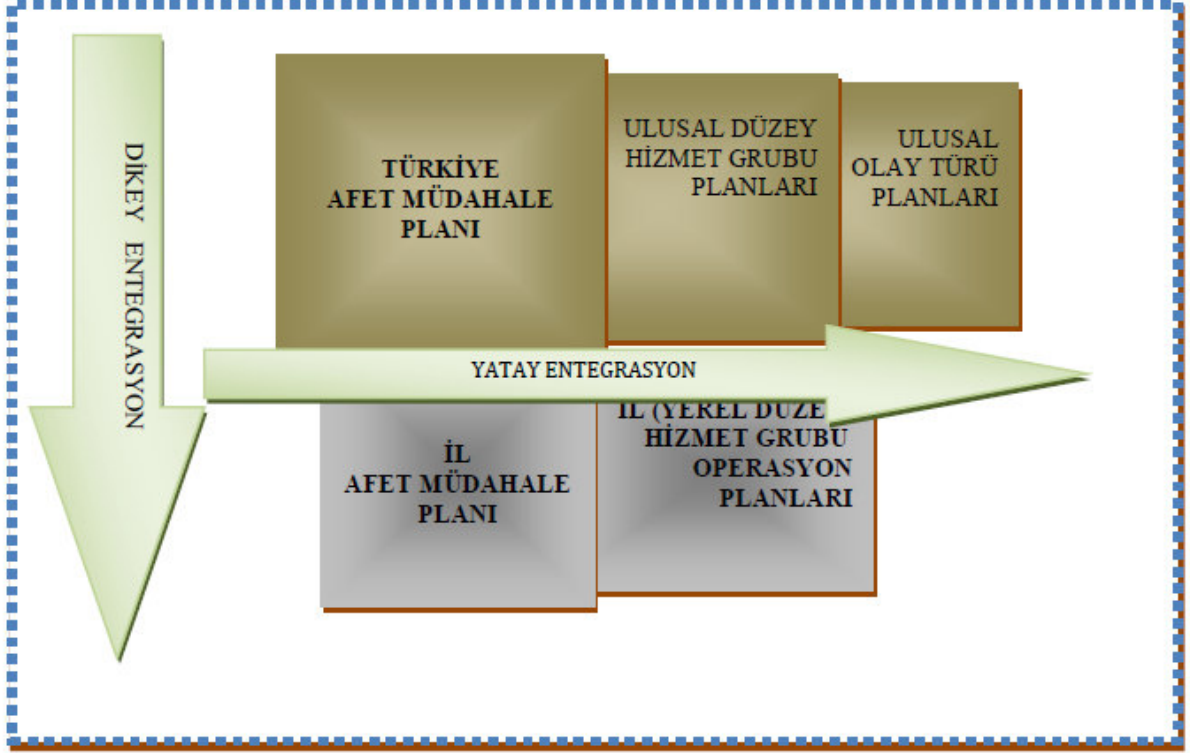 DİKEY ENTEGRASYON
TÜRKİYE
AFET MÜDAHALE
PLANI
ULUSAL DÜZEY
HİZMET GRUBU
PLANLARI
ULUSAL
OLAY TÜRÜ
PLANLARI
YATAY ENTEGRASYON
İL
AFET MÜDAHALE
PLANI
İL (YEREL
HİZMET GRUBU
OPERASYON
PLANLARI